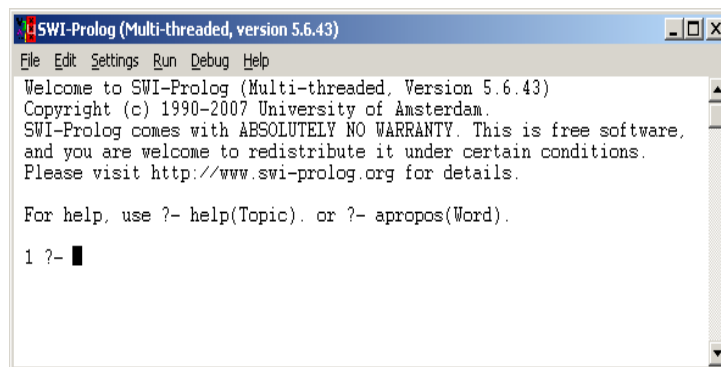 SWI-Prolog (Multi-threaded, version 5.6.43)
File Edit Settings Run Debug Help
Welcome to SWI-Prolog (Multi-threaded, Version 5.6.43)
Copyright (c) 1990-2007 University of Amsterdam.
SWI-Prolog comes with ABSOLUTELY NO WARRANTY. This is free software,
and you are welcome to redistribute it under certain conditions.
Please visit http://www.swi-prolog.org for details.
For help, use ?- help(Topic). or ?- apropos(Word).
1 ?-